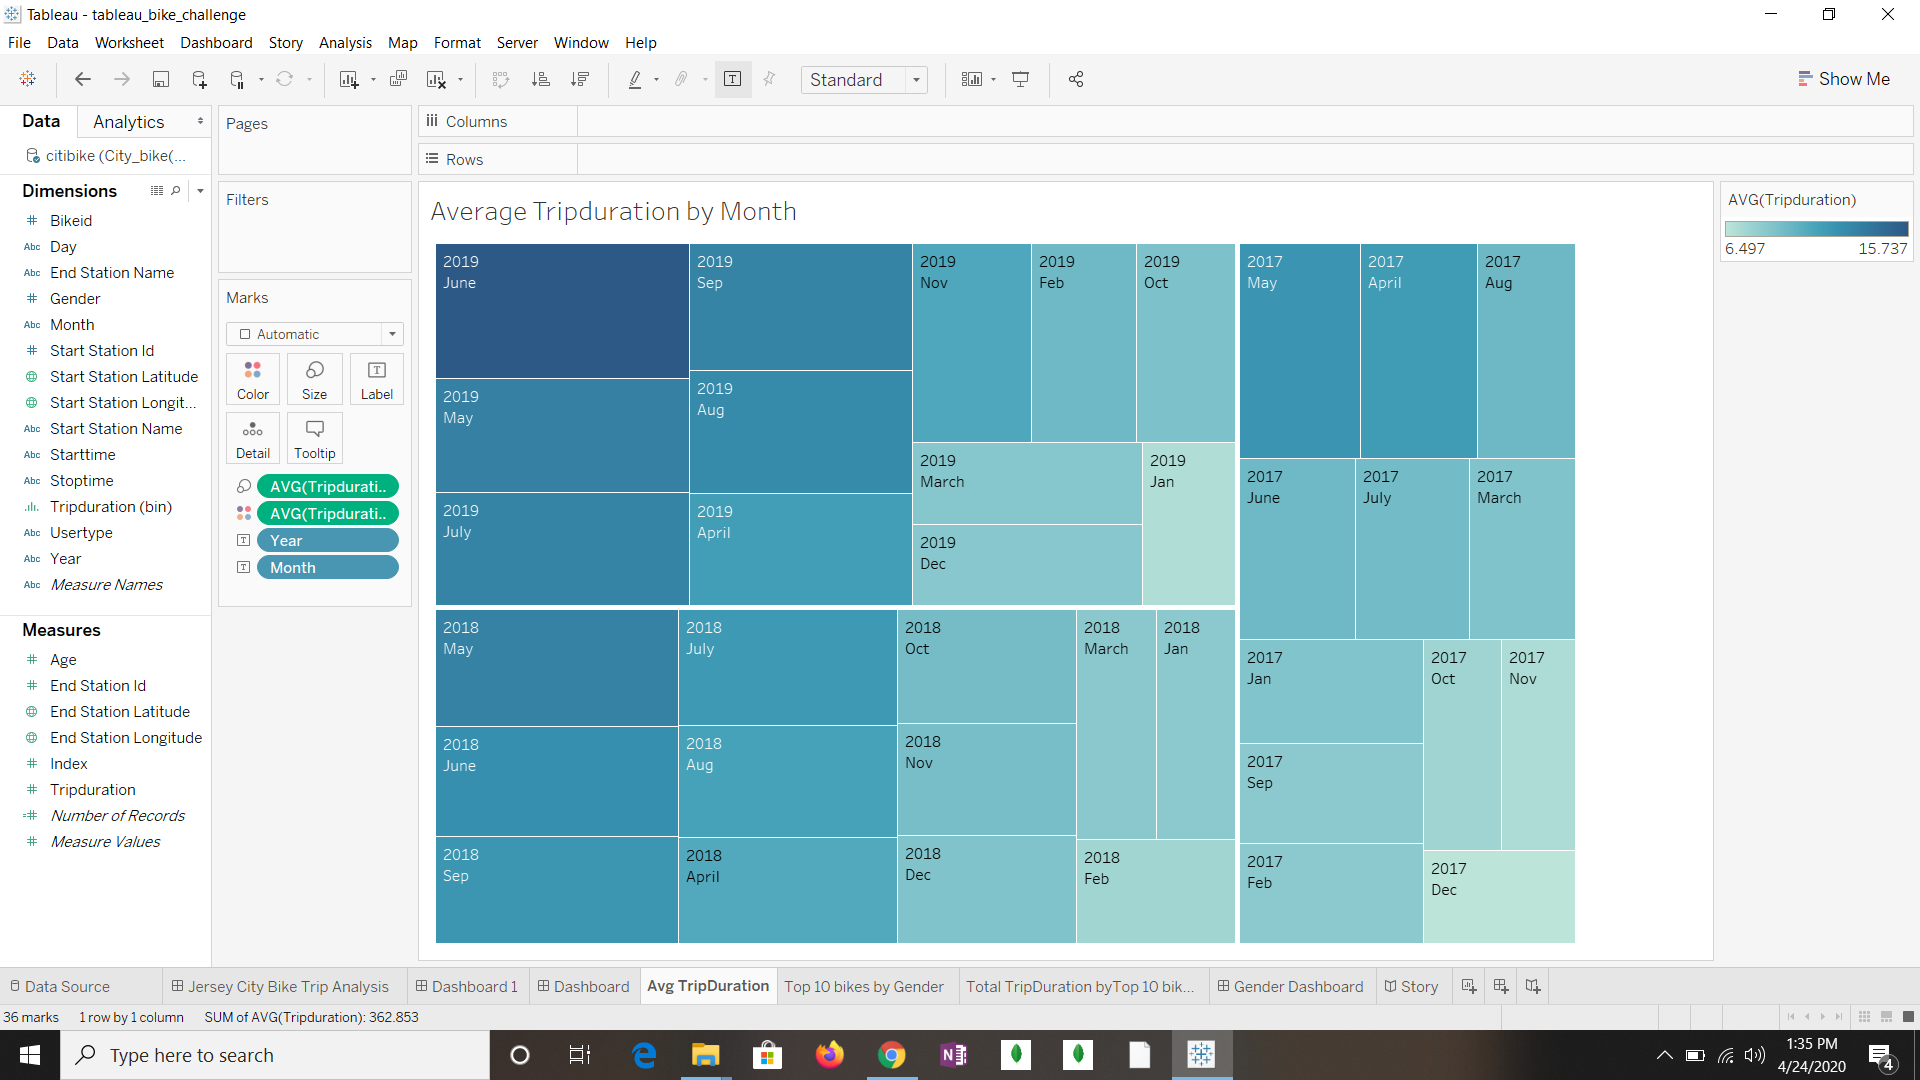 Tableau - tableau_bike_challenge
File Data Worksheet Dashboard Story Analysis Map Format Server Window Help
Standard
Show Me
Data Analytics
citibike (City_bike(...
Dimensions
Bikeid
Abc Day
Abc End Station Name
Gender
Abc Month
Start Station Id
Start Station Latitude
Start Station Longit...
Abc Start Station Name
Abc Starttime
Abc Stoptime
Tripduration (bin)
Abc Usertype
Abc Year
Abc Measure Names
Measures
Age
End Station Id
End Station Latitude
End Station Longitude
Index
Tripduration
Number of Records
Measure Values
Pages
Filters
Marks
Automatic
Color Size Label
Detail Tooltip
AVG(Tripdurati..
AVG(Tripdurati..
Year
Month
Columns
Rows
Average Tripduration by Month
2019
June
2019
May
2019
July
2019
Sep
2019
Aug
2019
April
2019
Nov
2019
Feb
2019
Oct
2019
March
2019
Dec
2019
Jan
2018
May
2018
June
2018
Sep
2018
July
2018
Aug
2018
April
2018
Oct
2018
Nov
2018
Dec
2018
March
2018
Jan
2018
Feb
2017
May
2017
April
2017
Aug
2017
June
2017
July
2017
March
2017
Jan
2017
Sep
2017
Feb
2017
Oct
2017
Nov
2017
Dec
AVG(Tripduration)
6.497 15.737
Data Source Jersey City Bike Trip Analysis Dashboard 1 Dashboard Avg TripDuration Top 10 bikes by Gender Total TripDuration byTop 10 bik... Gender Dashboard Story
36 marks 1 row by 1 column SUM of AVG(Tripduration): 362.853
Type here to search
1:35 PM
4/24/2020
4